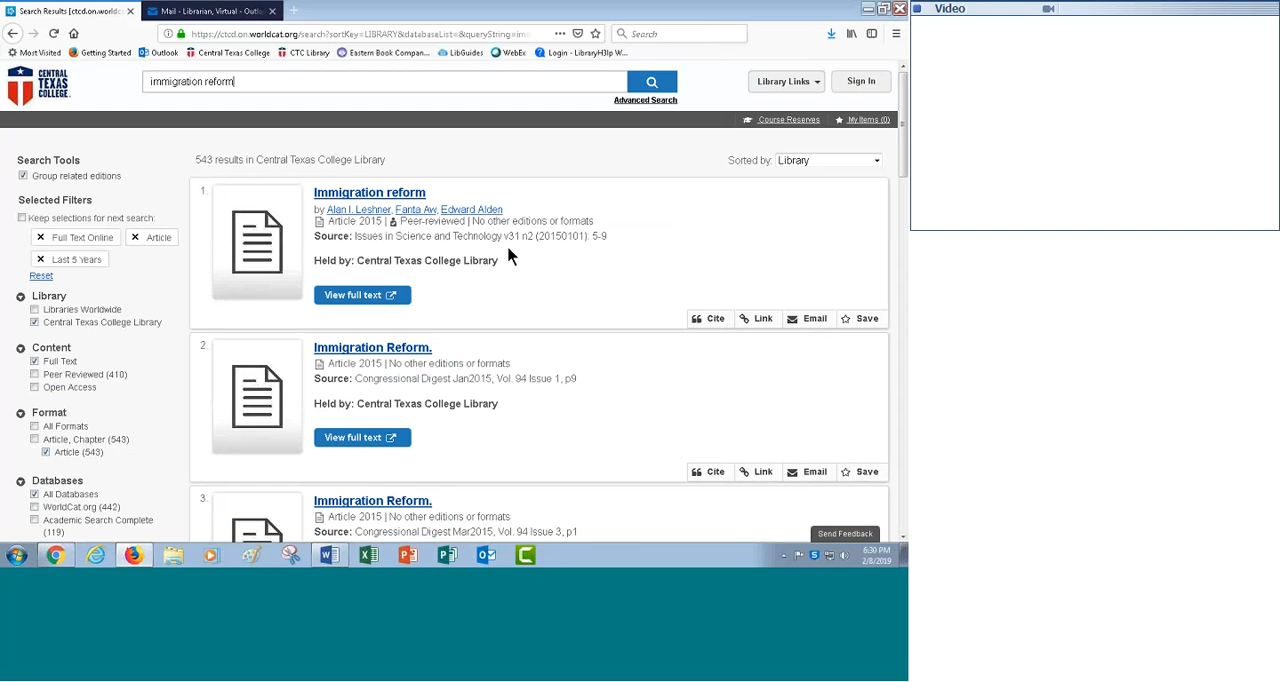 Search Results [ctcd.on.worldc
Mail - Librarian, Virtual - Outlo
Video
https://ctcd.on.worldcat.org/search?sortKey=LIBRARY&databaseList=&queryString=im
Search
Most Visited
Getting Started
Outlook
Central Texas College
CTC Library
Eastern Book Compan...
LibGuides
WebEx
Login - LibraryH3lp W...
CENTRAL
TEXAS
COLLEGE
immigration reform
Library Links
Sign In
Advanced Search
Course Reserves
My Items (0)
Search Tools
Group related editions
Selected Filters
Keep selections for next search:
Full Text Online
Article
Last 5 Years
Reset
Library
Libraries Worldwide
Central Texas College Library
Content
Full Text
Peer Reviewed (410)
Open Access
Format
All Formats
Article, Chapter (543)
Article (543)
Databases
All Databases
WorldCat.org (442)
Academic Search Complete
(119)
543 results in Central Texas College Library
Sorted by: Library
1.
Immigration reform
by Alan I. Leshner, Fanta Aw, Edward Alden
Article 2015 | Peer-reviewed | No other editions or formats
Source: Issues in Science and Technology v31 n2 (20150101): 5-9
Held by: Central Texas College Library
View full text
Cite Link Email Save
2.
Immigration Reform.
Article 2015 | No other editions or formats
Source: Congressional Digest Jan2015, Vol. 94 Issue 1, p9
Held by: Central Texas College Library
View full text
Cite Link Email Save
3.
Immigration Reform.
Article 2015 | No other editions or formats
Source: Congressional Digest Mar2015, Vol. 94 Issue 3, p1
Send Feedback
6:30 PM
2/8/2019